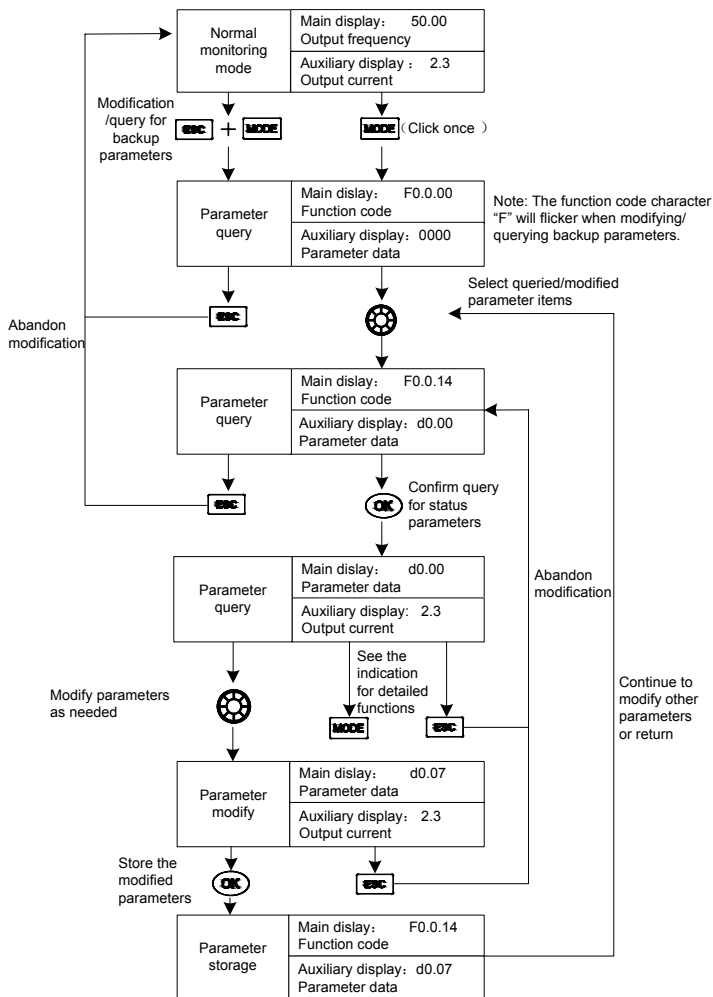 Normal
monitoring
mode
Main display： 50.00
Output frequency
Auxiliary display： 2.3
Output current
Modification
/query for
backup
parameters
ESC + MODE
MODE（Click once）
Parameter
query
Main dislay： F0.0.00
Function code
Auxiliary display：0000
Parameter data
Note: The function code character
“F” will flicker when modifying/
querying backup parameters.
Select queried/modified
parameter items
ESC
Abandon
modification
Parameter
query
Main dislay： F0.0.14
Function code
Auxiliary display：d0.00
Parameter data
ESC
OK
Confirm query
for status
parameters
Parameter
query
Main dislay： d0.00
Parameter data
Auxiliary display: 2.3
Output current
Abandon
modification
See the
indication
for detailed
functions
Modify parameters
as needed
MODE
ESC
Continue to
modify other
parameters
or return
Parameter
modify
Main dislay： d0.07
Parameter data
Auxiliary display： 2.3
Output current
Store the
modified
parameters
OK
ESC
Parameter
storage
Main dislay： F0.0.14
Function code
Auxiliary display：d0.07
Parameter data